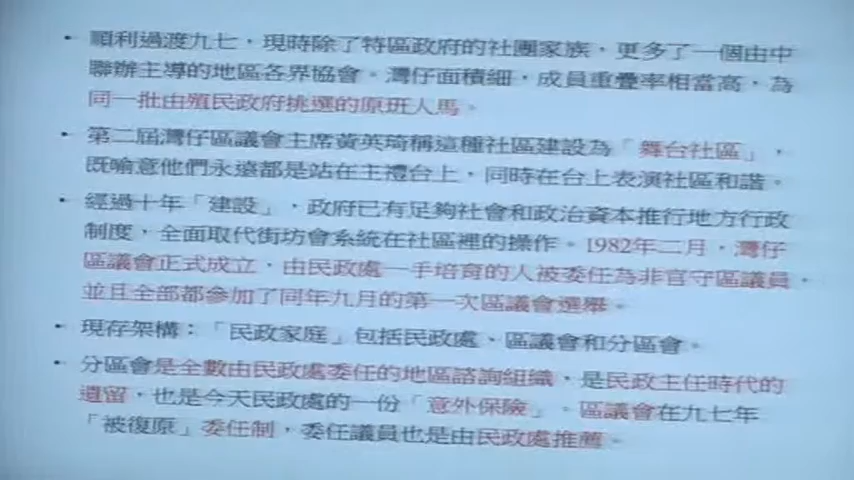 • 順利過渡九七，現時除了特區政府的社團家族，更多了一個由中
聯辦主導的地區各界協會。灣仔面積細，成員重疊率相當高，為
同一批由殖民政府挑選的原班人馬。
• 第二屆灣仔區議會主席黃英琦稱這種社區建設為「舞台社區」，
既喻意他們永遠都是站在主禮台上，同時在台上表演社區和諧。
• 經過十年「建設」，政府已有足夠社會和政治資本推行地方行政
制度，全面取代街坊會系統在社區裡的操作。1982年二月，灣仔
區議會正式成立，由民政處一手培育的人被委任為非官守區議員，
並且全部都參加了同年九月的第一次區議會選舉。
• 現存架構：「民政家庭」包括民政處、區議會和分區會。
• 分區會是全數由民政處委任的地區諮詢組織，是民政主任時代的
遺留，也是今天民政處的一份「意外保險」。區議會在九七年
「被復原」委任制，委任議員也是由民政處推薦。